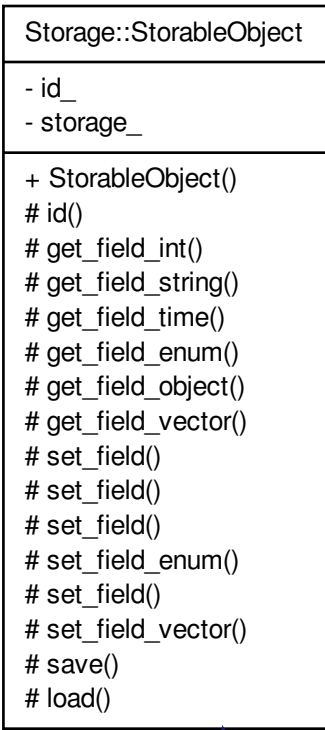 Storage::StorableObject
- id_
- storage_
+ StorableObject()
# id()
# get_field_int()
# get_field_string()
# get_field_time()
# get_field_enum()
# get_field_object()
# get_field_vector()
# set_field()
# set_field()
# set_field()
# set_field_enum()
# set_field()
# set_field_vector()
# save()
# load()